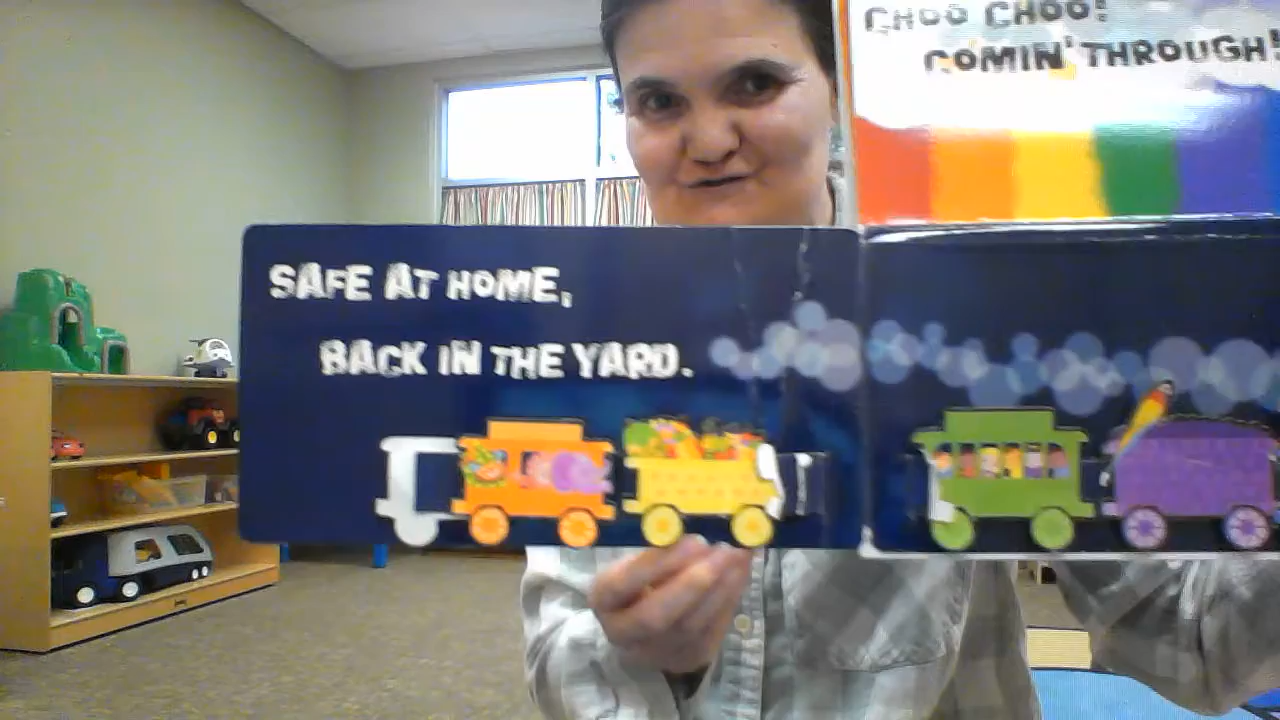 CHOO CHOO!
COMIN' THROUGH!
SAFE AT HOME,
BACK IN THE YARD.